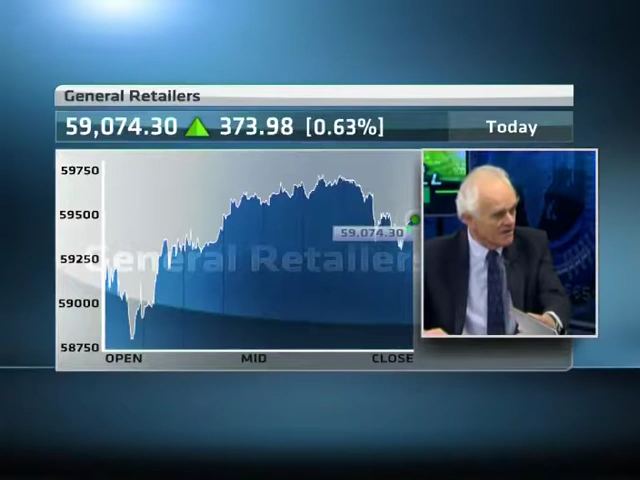 General Retailers
59,074.30 373.98 [0.63%] Today
59750
59500
59,074.30
59250
General Retailers
59000
58750
OPEN MID CLOSE